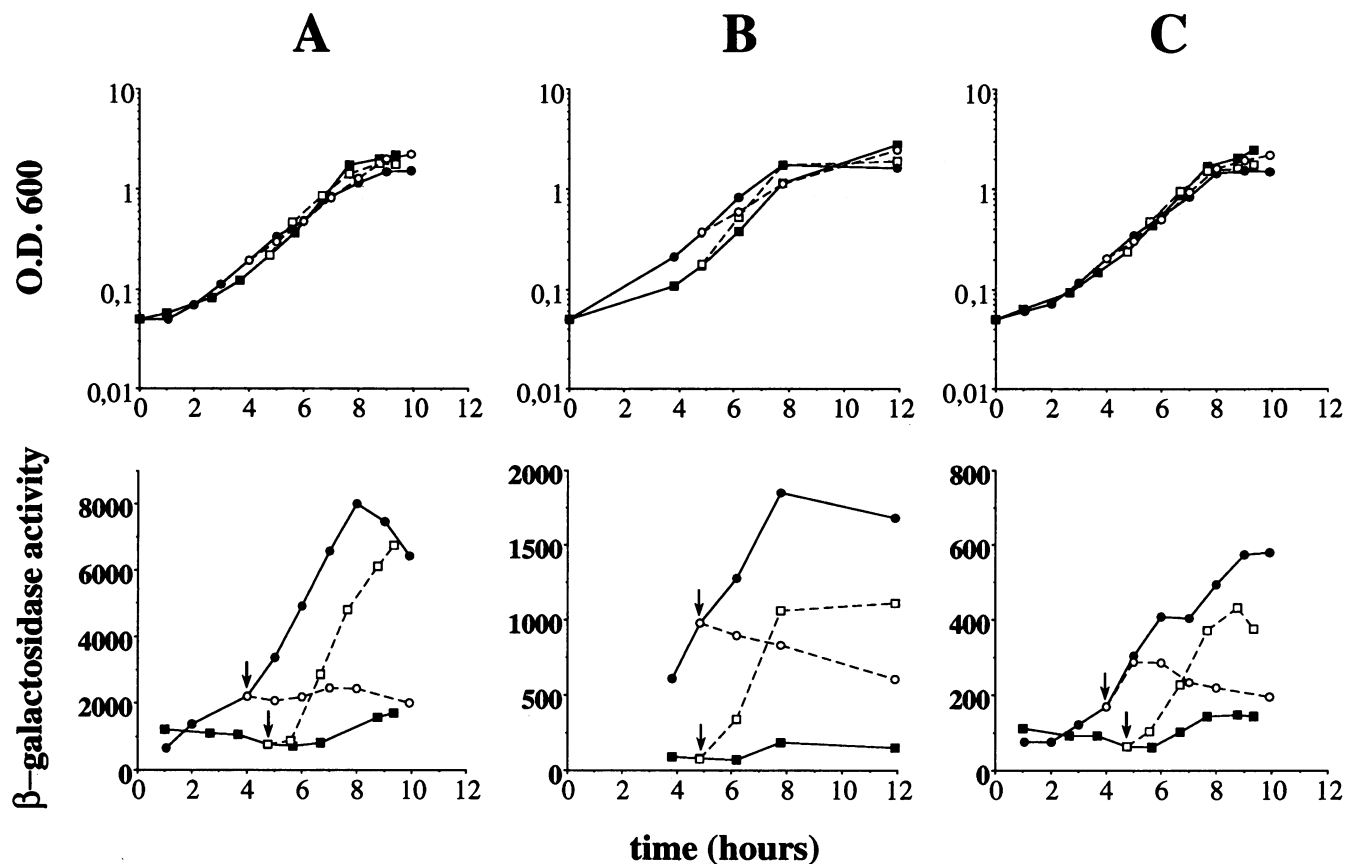 A B C
O.D. 600
10 10 10
1 1 1
0,1 0,1 0,1
0,01 0,01 0,01
0 2 4 6 8 10 12 0 2 4 6 8 10 12 0 2 4 6 8 10 12
β–galactosidase activity
8000
6000
4000
2000
0
0 2 4 6 8 10 12
2000
1500
1000
500
0
0 2 4 6 8 10 12
800
600
400
200
0
0 2 4 6 8 10 12
time (hours)